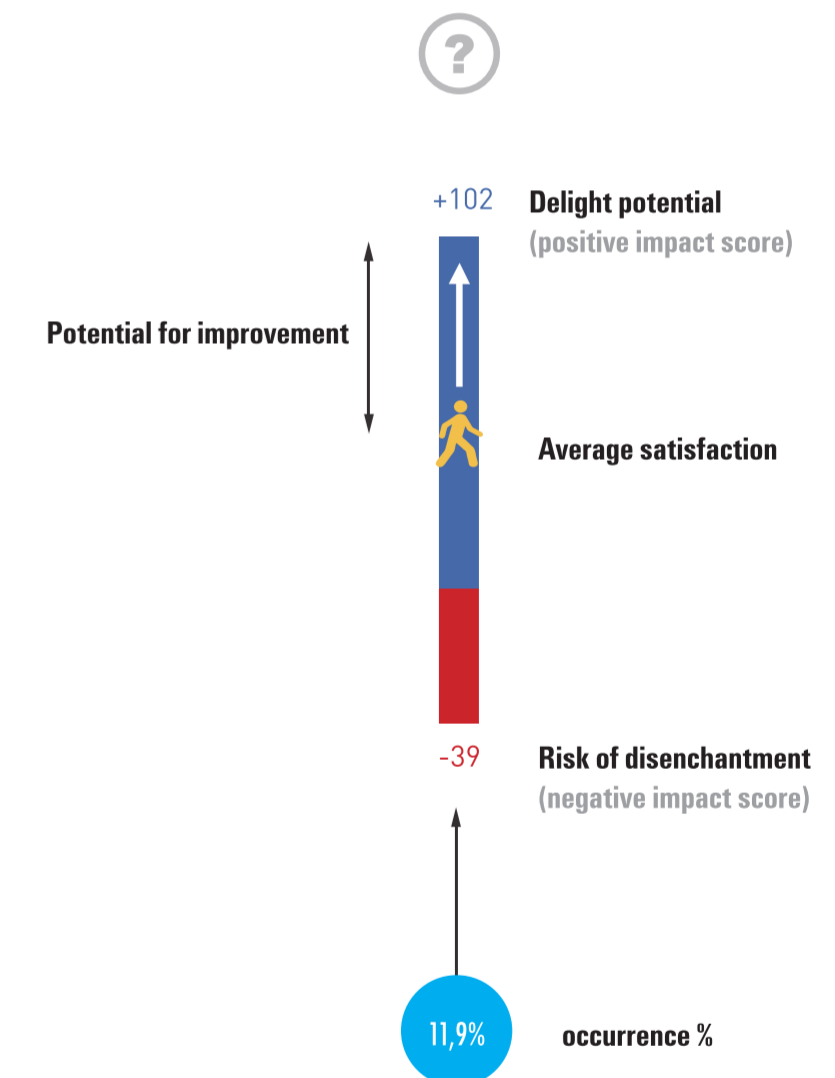 ?
+102
Delight potential
(positive impact score)
Potential for improvement
Average satisfaction
-39
Risk of disenchantment
(negative impact score)
11,9%
occurrence %